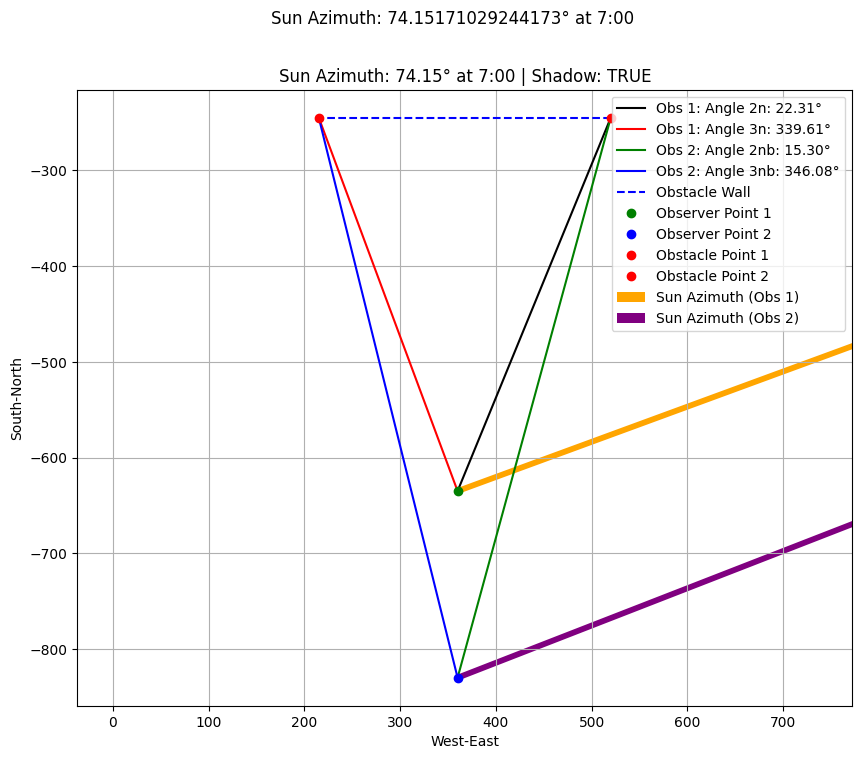 Sun Azimuth: 74.15171029244173° at 7:00
Sun Azimuth: 74.15° at 7:00 | Shadow: TRUE
Obs 1: Angle 2n: 22.31°
Obs 1: Angle 3n: 339.61°
Obs 2: Angle 2nb: 15.30°
Obs 2: Angle 3nb: 346.08°
Obstacle Wall
Observer Point 1
Observer Point 2
Obstacle Point 1
Obstacle Point 2
Sun Azimuth (Obs 1)
Sun Azimuth (Obs 2)
South-North
−300
−400
−500
−600
−700
−800
0 100 200 300 400 500 600 700
West-East